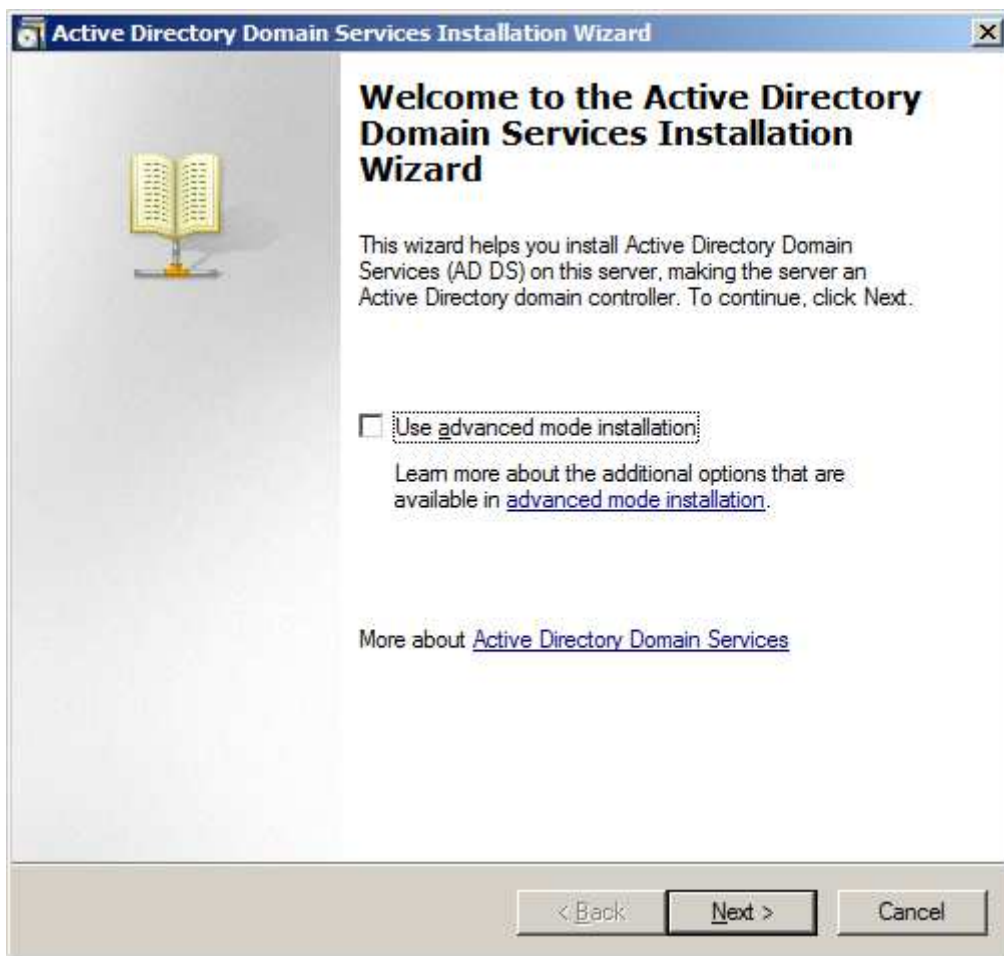 Active Directory Domain Services Installation Wizard
Welcome to the Active Directory
Domain Services Installation
Wizard
This wizard helps you install Active Directory Domain
Services (AD DS) on this server, making the server an
Active Directory domain controller. To continue, click Next.
Use advanced mode installation
Learn more about the additional options that are
available in advanced mode installation.
More about Active Directory Domain Services
< Back Next > Cancel